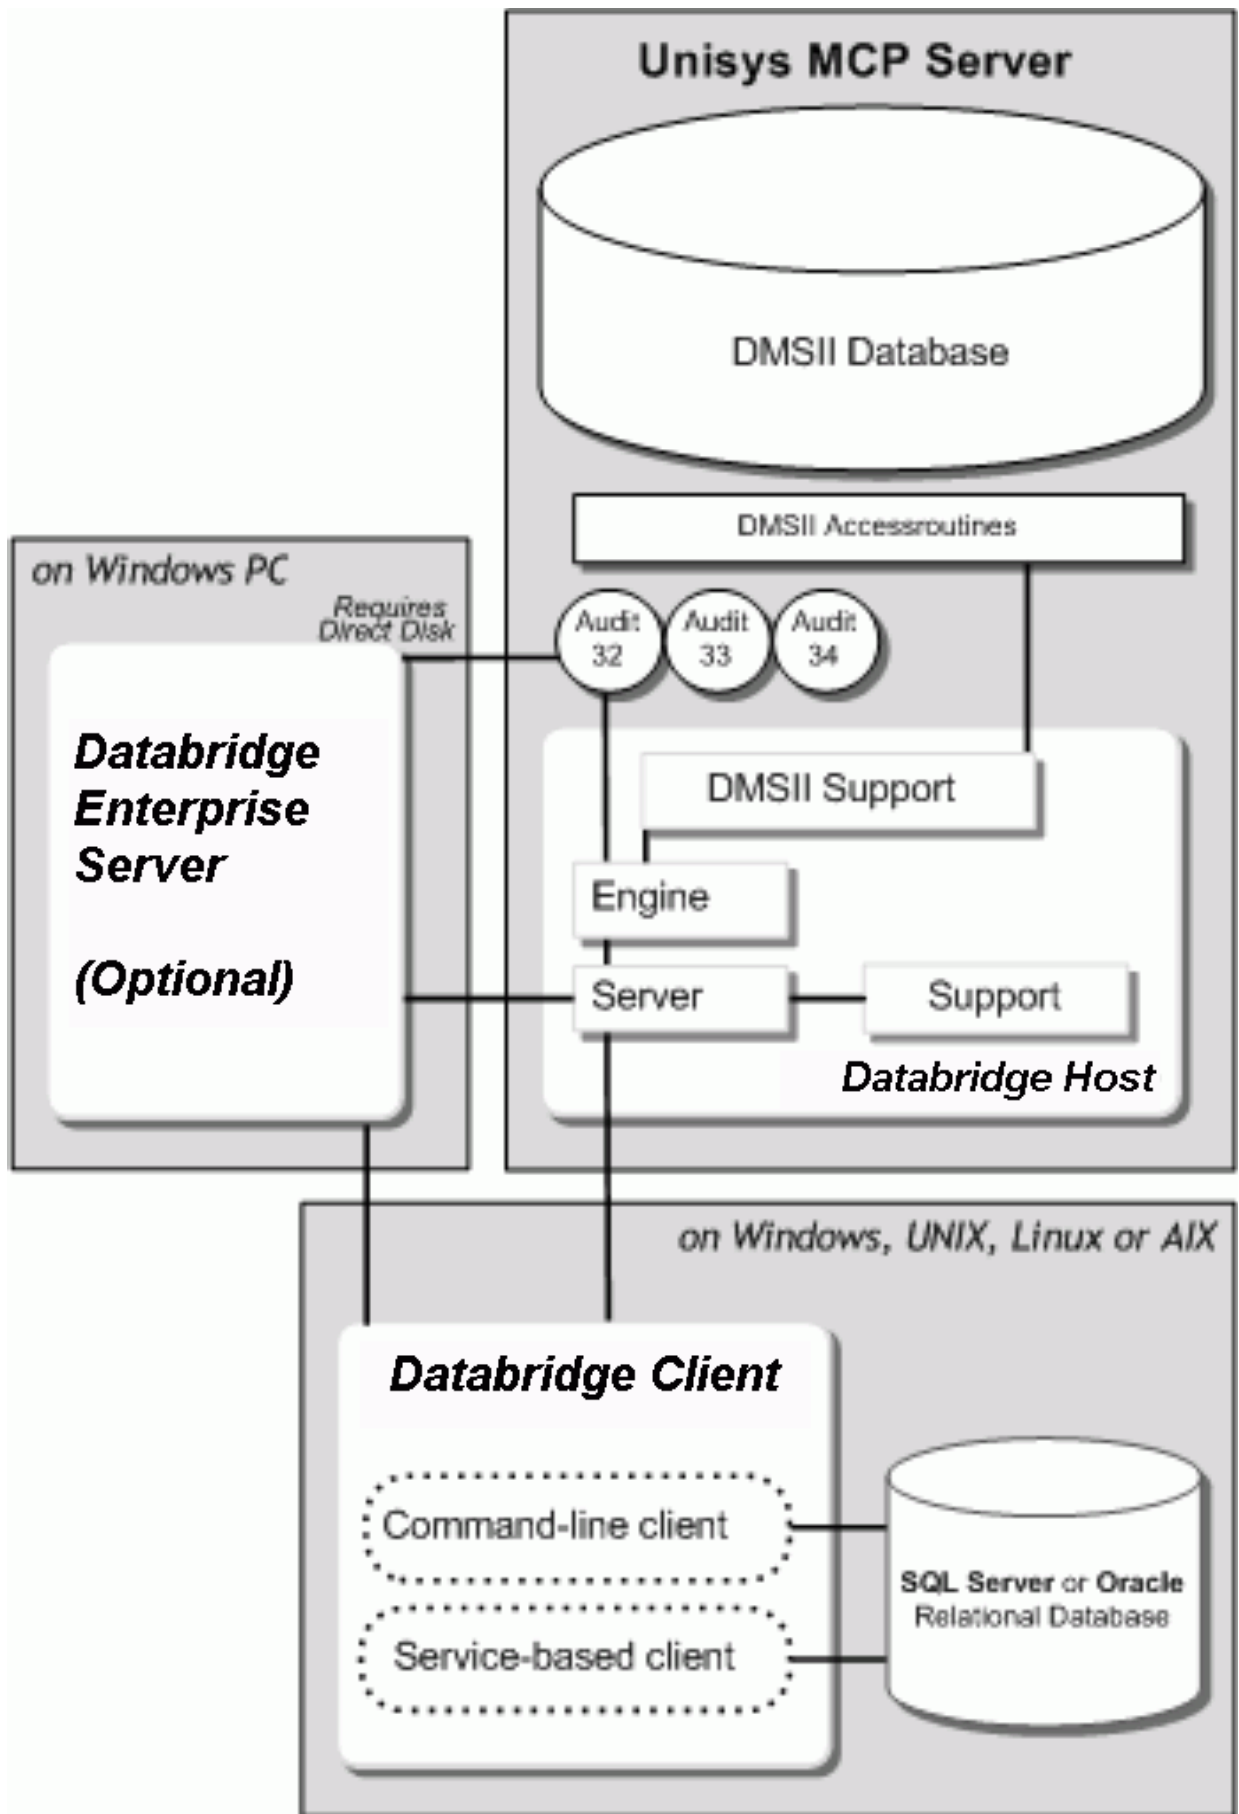 Unisys MCP Server
DMSII Database
DMSII Accessroutines
on Windows PC
Requires
Direct Disk
Audit
32
Audit
33
Audit
34
Databridge
Enterprise
Server
(Optional)
DMSII Support
Engine
Server
Support
Databridge Host
on Windows, UNIX, Linux or AIX
Databridge Client
Command-line client
Service-based client
SQL Server or Oracle
Relational Database